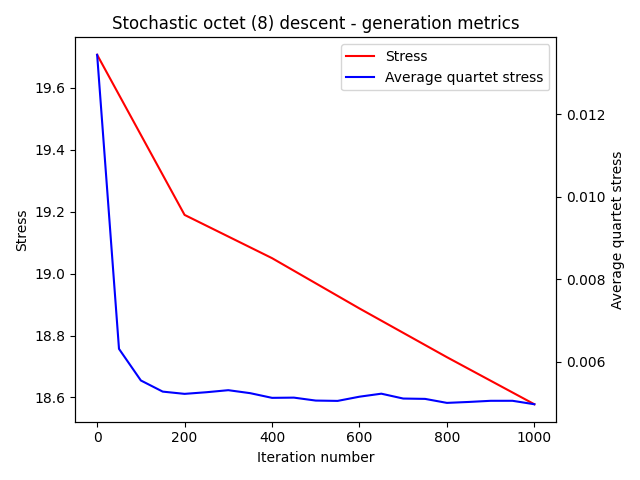 Stochastic octet (8) descent - generation metrics
Stress
Average quartet stress
19.6
19.4
19.2
19.0
18.8
18.6
Stress
0.012
0.010
0.008
0.006
Average quartet stress
0
200
400
600
800
1000
Iteration number